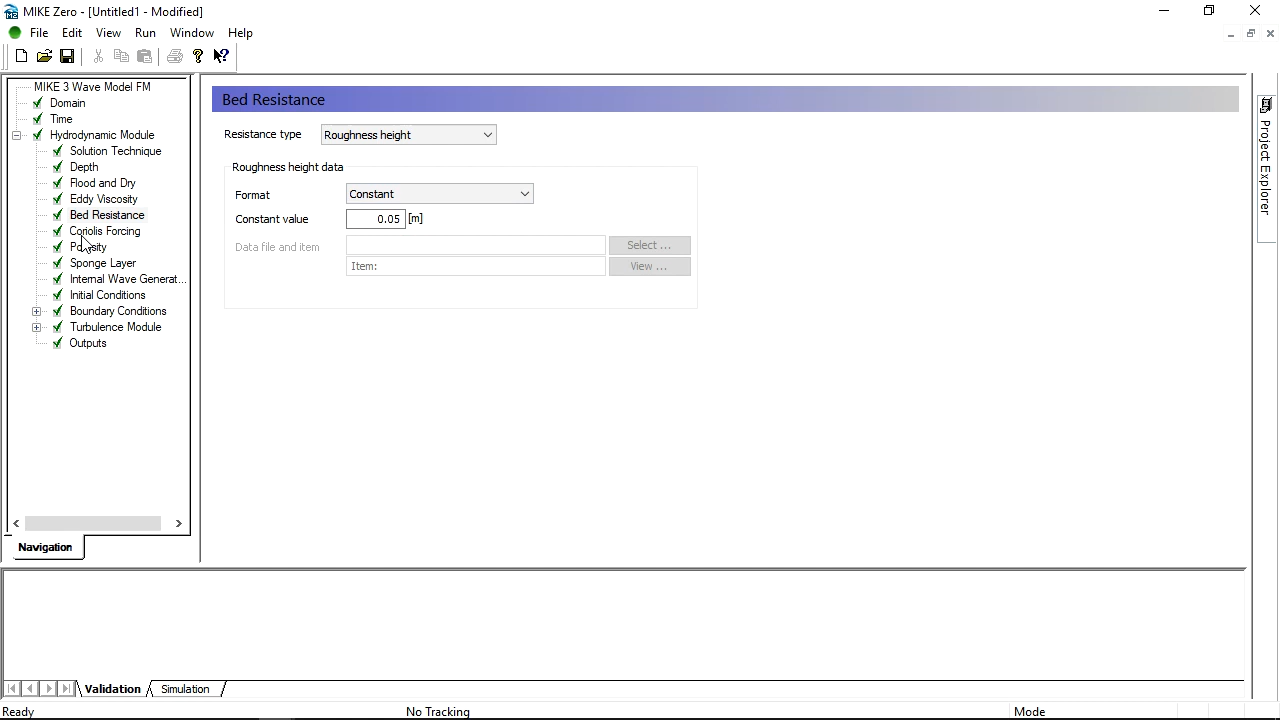 MIKE Zero - [Untitled1 - Modified]
File Edit View Run Window Help
MIKE 3 Wave Model FM
Domain
Time
Hydrodynamic Module
Solution Technique
Depth
Flood and Dry
Eddy Viscosity
Bed Resistance
Coriolis Forcing
Sponge Layer
Internal Wave Generat...
Initial Conditions
Boundary Conditions
Turbulence Module
Outputs
Navigation
Bed Resistance
Resistance type Roughness height
Roughness height data
Format Constant
Constant value 0.05 [m]
Data file and item Select ...
Item: View ...
Project Explorer
Validation Simulation
Ready No Tracking Mode